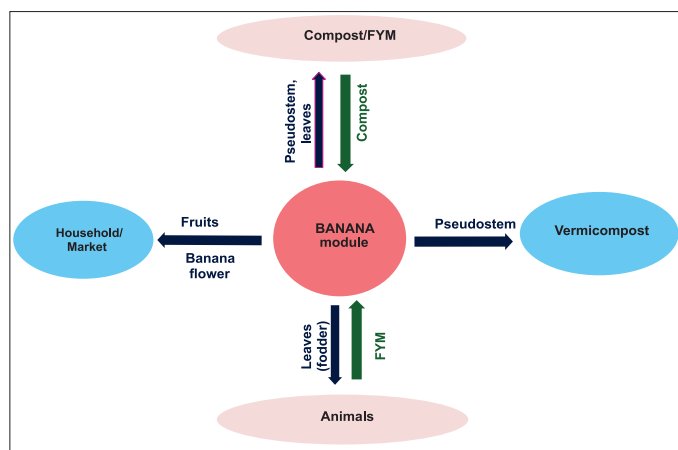 Compost/FYM
Pseudostem,
leaves
Compost
Household/
Market
Fruits
Banana
flower
BANANA
module
Pseudostem
Vermicompost
Leaves
(fodder)
FYM
Animals